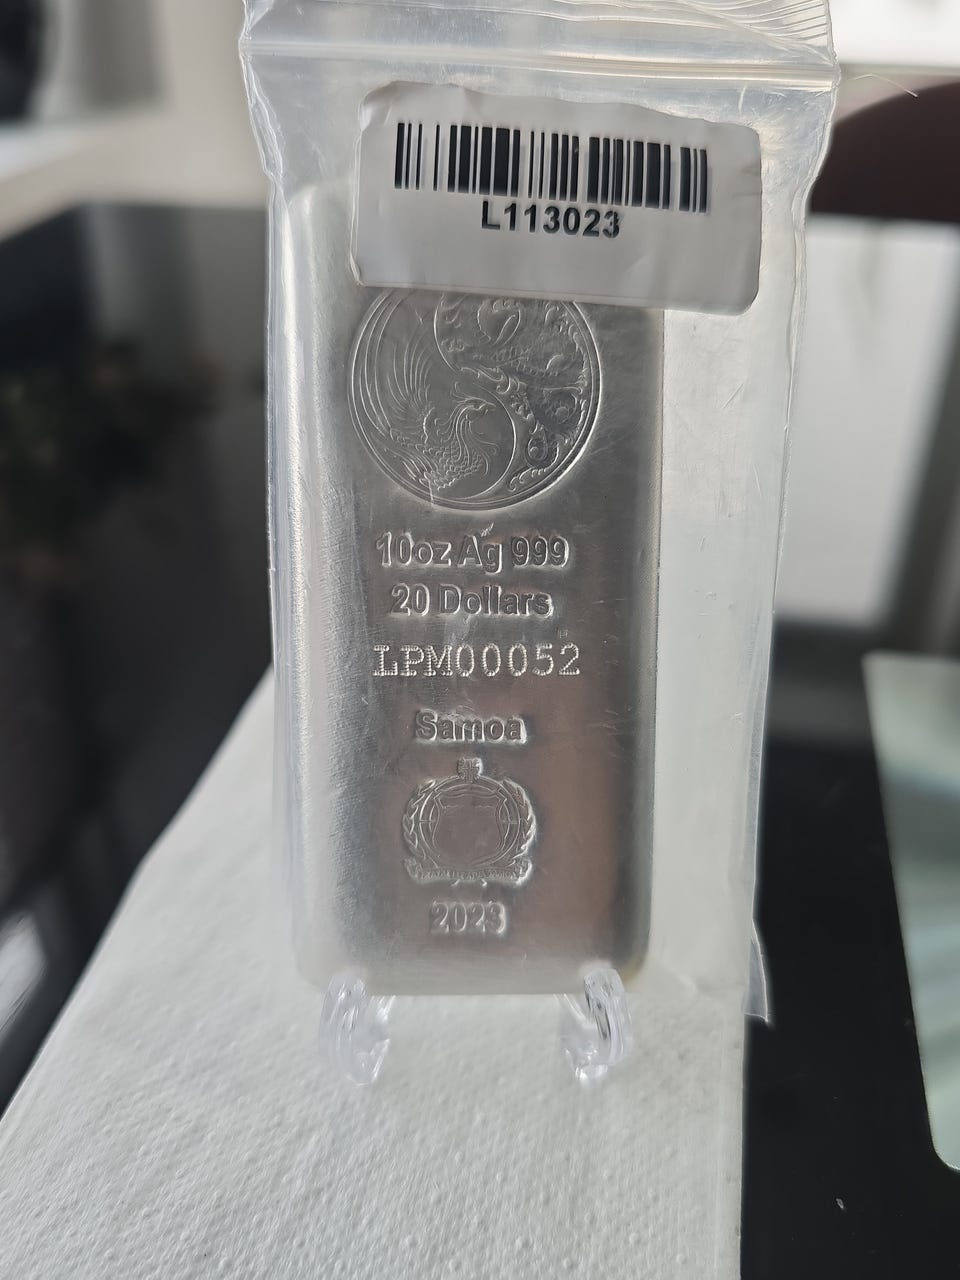 L113023
10oz Ag 999
20 Dollars
LPM00052
Samoa
2023